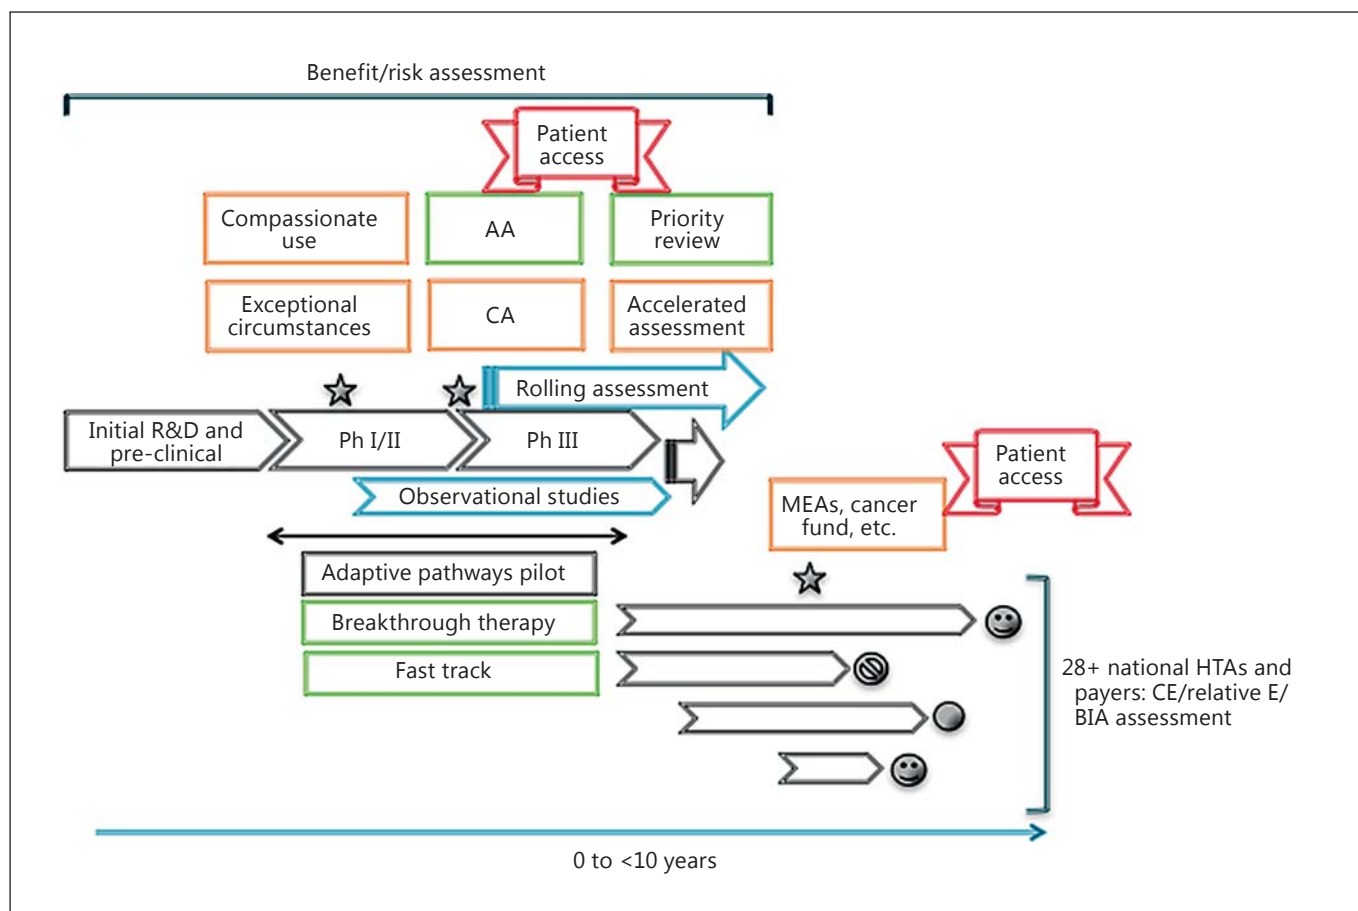 Benefit/risk assessment
Patient
access
Compassionate
use
AA
Priority
review
Exceptional
circumstances
CA
Accelerated
assessment
Rolling assessment
Initial R&D and
pre-clinical
Ph I/II
Ph III
Observational studies
Patient
access
MEAs, cancer
fund, etc.
Adaptive pathways pilot
Breakthrough therapy
Fast track
28+ national HTAs and
payers: CE/relative E/
BIA assessment
0 to <10 years